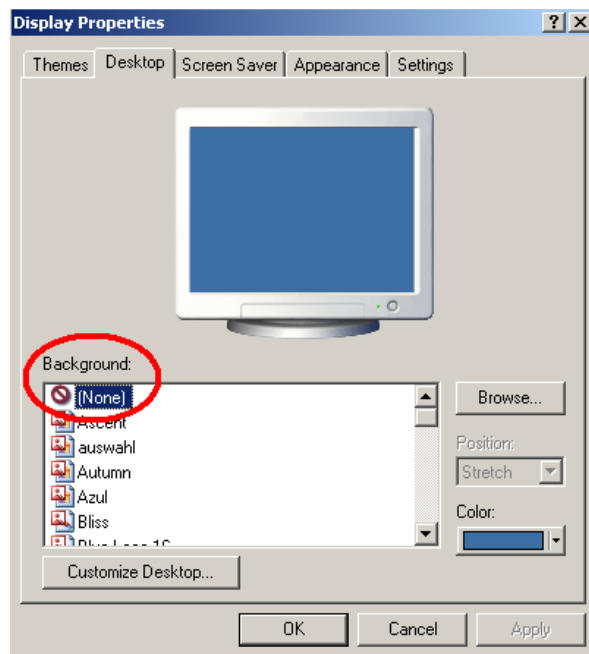 Display Properties
Themes Desktop Screen Saver Appearance Settings
Background:
(None)
Ascent
auswahl
Autumn
Azul
Bliss
Browse...
Position:
Stretch
Color:
Customize Desktop...
OK Cancel Apply